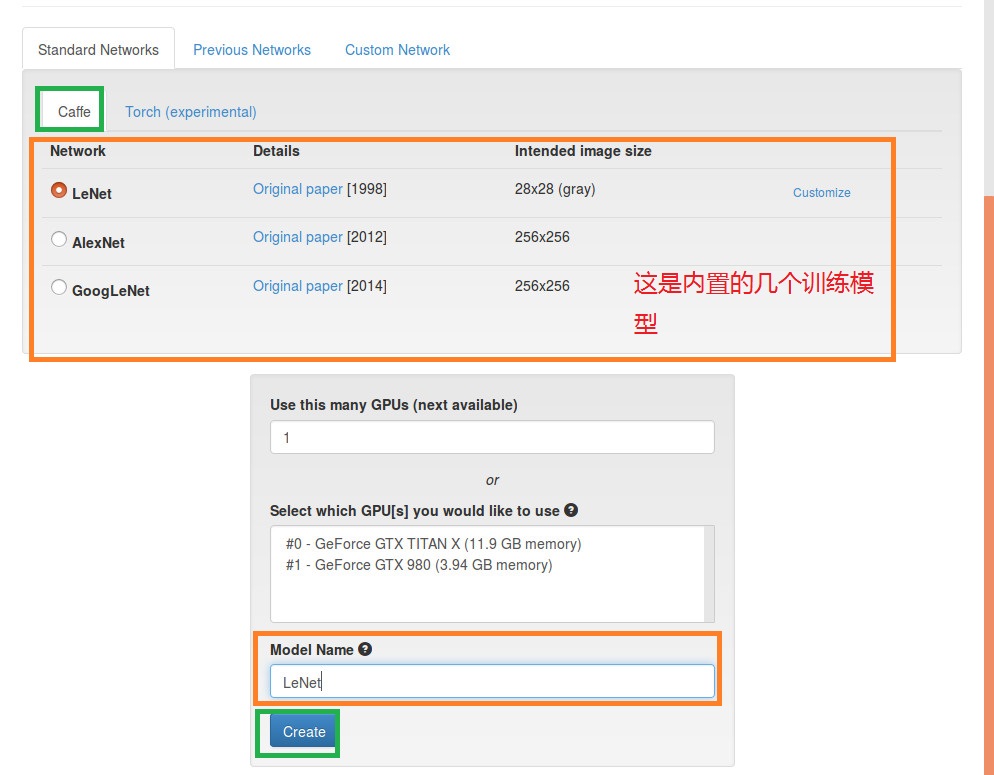 Standard Networks Previous Networks Custom Network
Caffe Torch (experimental)
Network Details Intended image size
LeNet Original paper [1998] 28x28 (gray) Customize
AlexNet Original paper [2012] 256x256
GoogLeNet Original paper [2014] 256x256
这是内置的几个训练模
型
Use this many GPUs (next available)
1
or
Select which GPU[s] you would like to use ?
#0 - GeForce GTX TITAN X (11.9 GB memory)
#1 - GeForce GTX 980 (3.94 GB memory)
Model Name ?
LeNet
Create